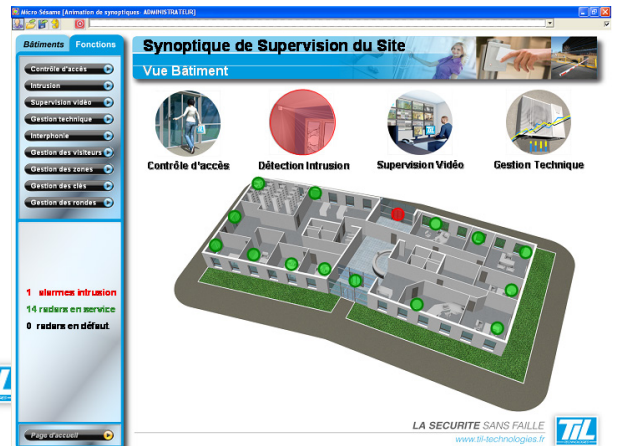 Micro-Sésame [Animation de synoptiques- ADMINISTRATEUR]
Bâtiments Fonctions
Synoptique de Supervision du Site
Vue Bâtiment
Contrôle d'accès
Intrusion
Supervision vidéo
Gestion technique
Interphonie
Gestion des visiteurs
Gestion des zones
Gestion des clés
Gestion des rondes
Contrôle d'accès
Détection Intrusion
Supervision Vidéo
Gestion Technique
1 alarmes intrusion
14 radars en service
0 radars en défaut
Page d'accueil
LA SECURITE SANS FAILLE
www.til-technologies.fr
TIL